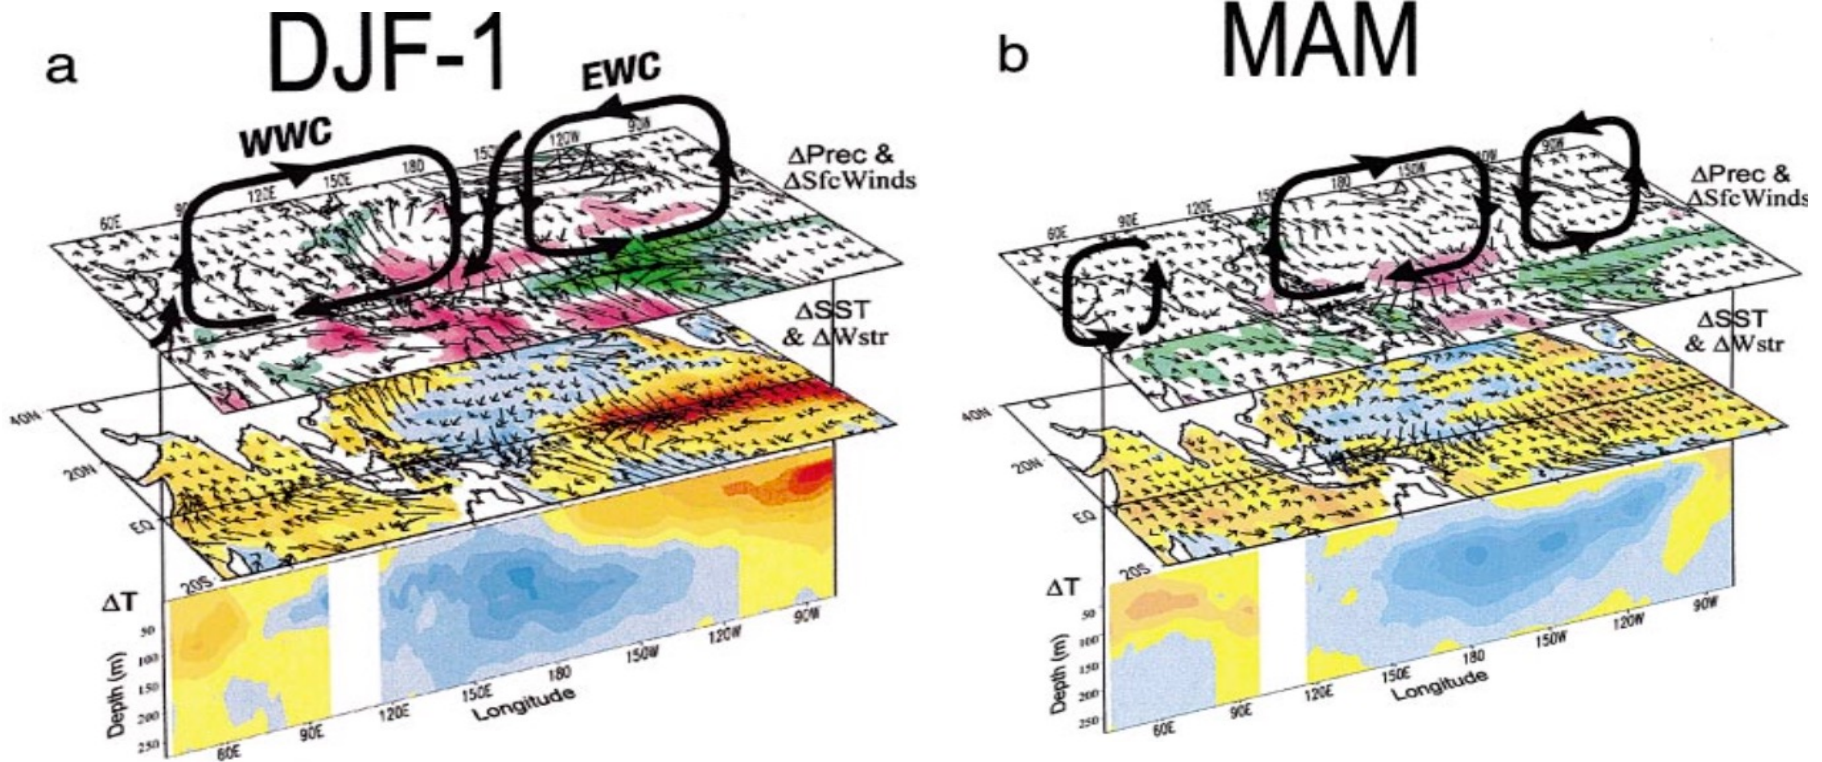 a
DJF-1
WWC
EWC
60E
90
120E
150E
180
150
120W
90W
ΔPrec &
ΔSfcWinds
ΔSST
& ΔWstr
40N
20N
EQ
20S
ΔT
50
100
150
200
250
Depth (m)
60E
90E
120E
150E
180
150W
120W
90W
Longitude
b
MAM
60E
90E
120E
150
180
150W
90W
ΔPrec &
ΔSfcWinds
ΔSST
& ΔWstr
40N
20N
EQ
20S
ΔT
50
100
150
200
250
Depth (m)
60E
90E
120E
150E
180
150W
120W
90W
Longitude